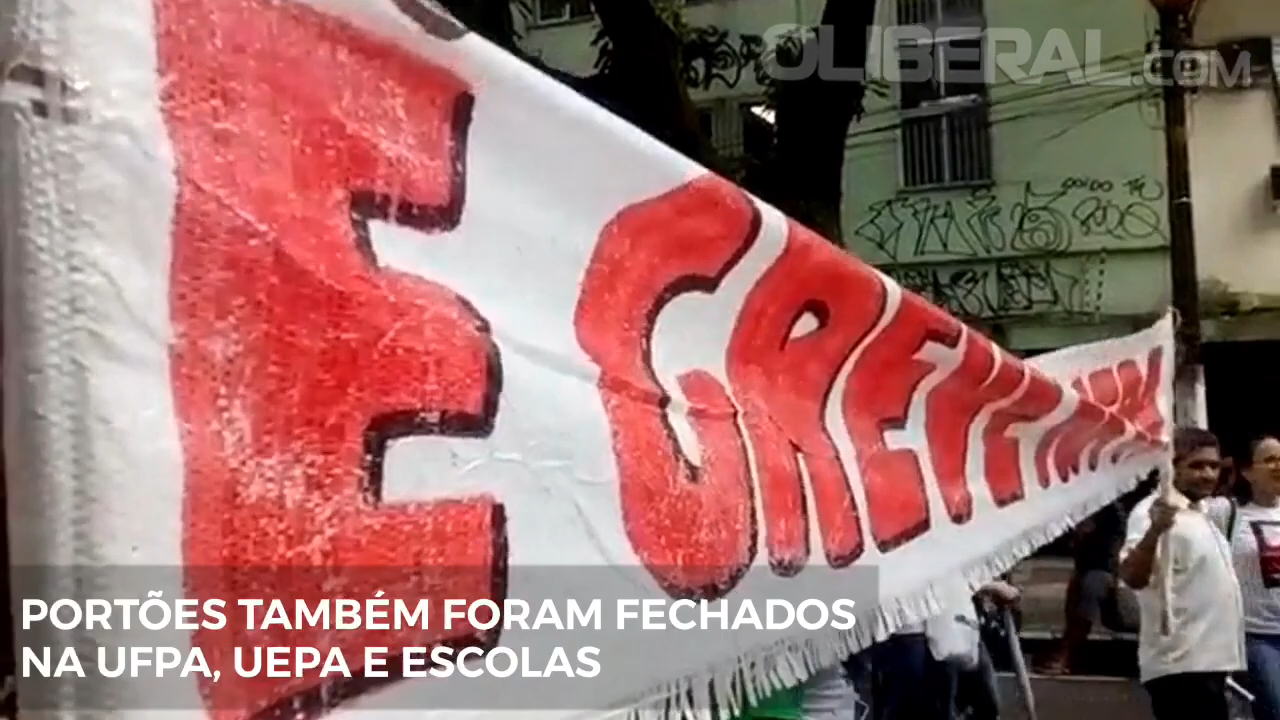 OLIBERAL.COM
E GREVE
PORTÕES TAMBÉM FORAM FECHADOS
NA UFPA, UEPA E ESCOLAS